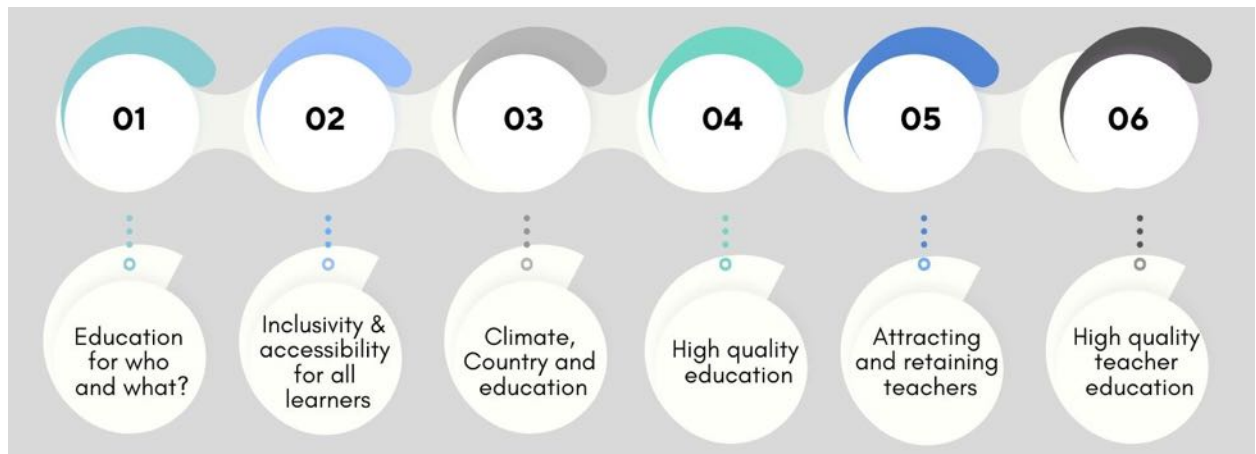 01
02
03
04
05
06
Education
for who
and what?
Inclusivity &
accessibility
for all
learners
Climate,
Country and
education
High quality
education
Attracting
and retaining
teachers
High quality
teacher
education